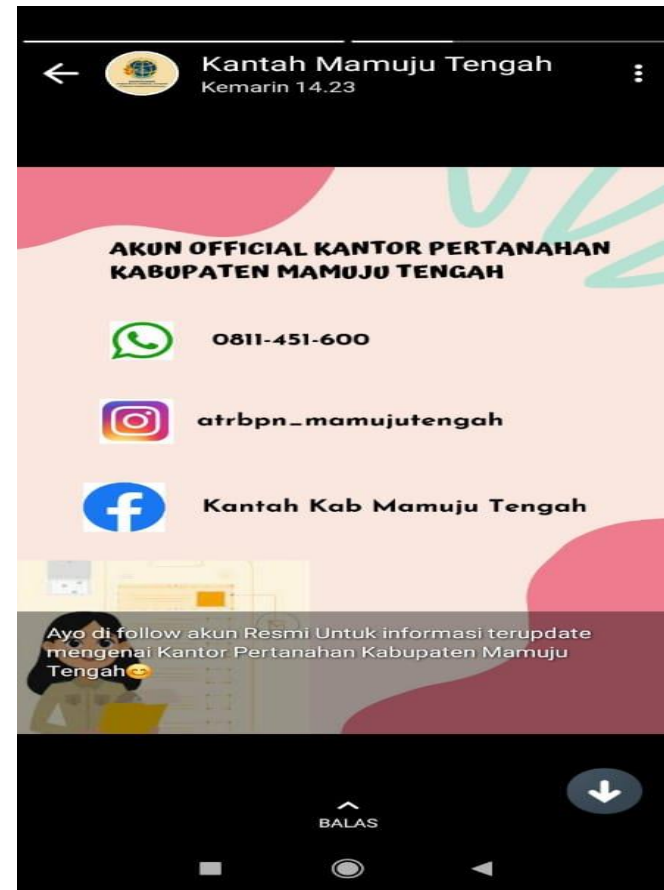 Kantah Mamuju Tengah
Kemarin 14.23
AKUN OFFICIAL KANTOR PERTANAHAN
KABUPATEN MAMUJU TENGAH
0811-451-600
atrbpn_mamujutengah
Kantah Kab Mamuju Tengah
Ayo di follow akun Resmi Untuk informasi terupdate
mengenai Kantor Pertanahan Kabupaten Mamuju
Tengah😊
BALAS